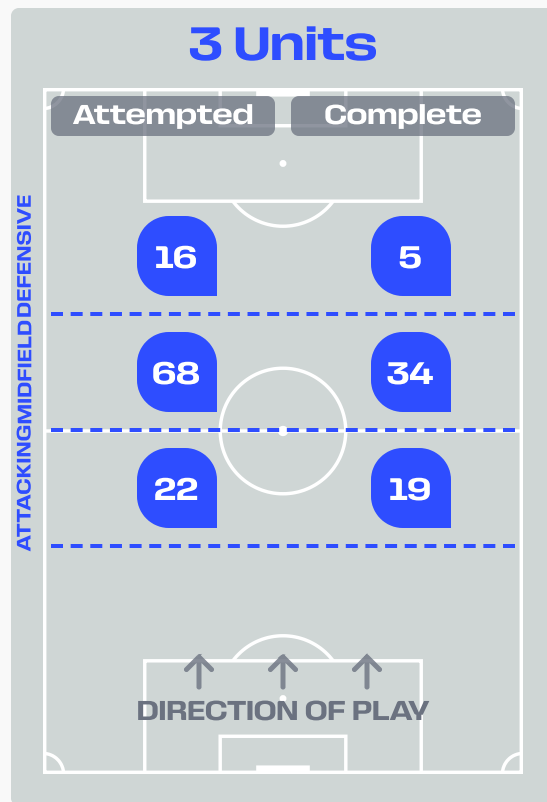 3 Units
Attempted Complete
16 5
68 34
22 19
ATTACKINGMIDFIELDDEFENSIVE
DIRECTION OF PLAY